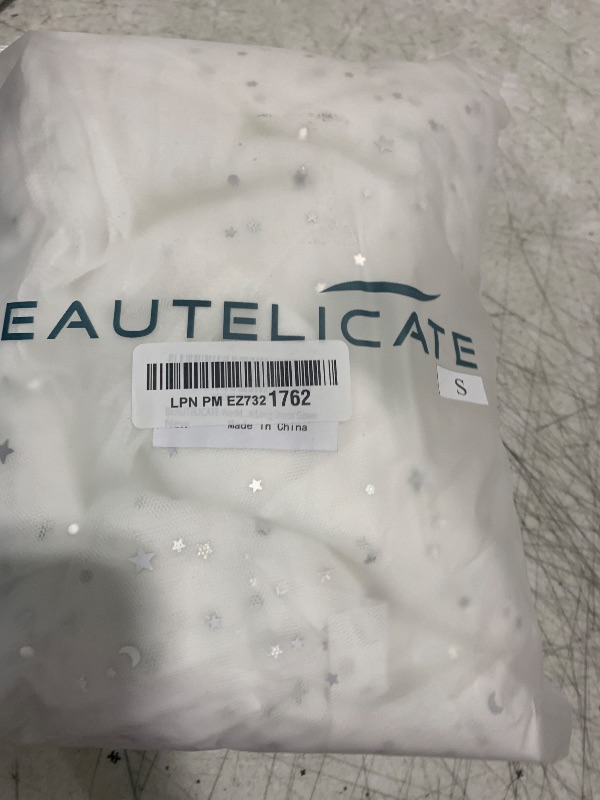 EAUTELICATE
S
LPN PM EZ7321762
Made in China